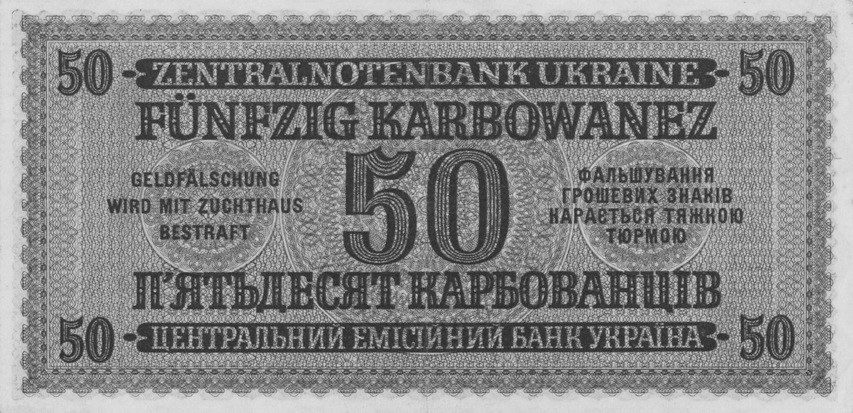 50 ZENTRALNOTENBANK UKRAINE 50
FÜNFZIG KARBOWANEZ
GELDFÄLSCHUNG
WIRD MIT ZUCHTHAUS
BESTRAFT
50
ФАЛЬШУВАННЯ
ГРОШЕВИХ ЗНАКІВ
КАРАЄТЬСЯ ТЯЖКОЮ
ТЮРМОЮ
П'ЯТЬДЕСЯТ КАРБОВАНЦІВ
50 ЦЕНТРАЛЬНИЙ ЕМІСІЙНИЙ БАНК УКРАЇНА 50